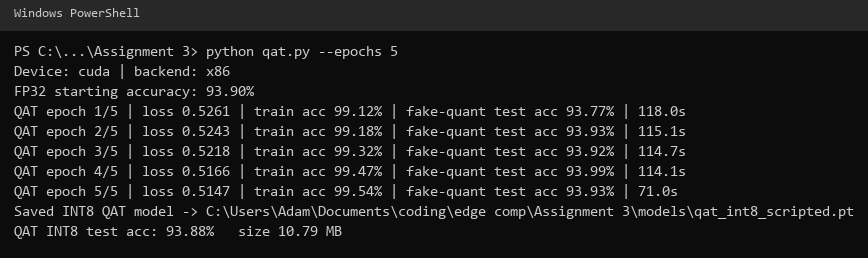 Windows PowerShell
PS C:\...\Assignment 3> python qat.py --epochs 5
Device: cuda | backend: x86
FP32 starting accuracy: 93.90%
QAT epoch 1/5 | loss 0.5261 | train acc 99.12% | fake-quant test acc 93.77% | 118.0s
QAT epoch 2/5 | loss 0.5243 | train acc 99.18% | fake-quant test acc 93.93% | 115.1s
QAT epoch 3/5 | loss 0.5218 | train acc 99.32% | fake-quant test acc 93.92% | 114.7s
QAT epoch 4/5 | loss 0.5166 | train acc 99.47% | fake-quant test acc 93.99% | 114.1s
QAT epoch 5/5 | loss 0.5147 | train acc 99.54% | fake-quant test acc 93.93% | 71.0s
Saved INT8 QAT model -> C:\Users\Adam\Documents\coding\edge comp\Assignment 3\models\qat_int8_scripted.pt
QAT INT8 test acc: 93.88%   size 10.79 MB